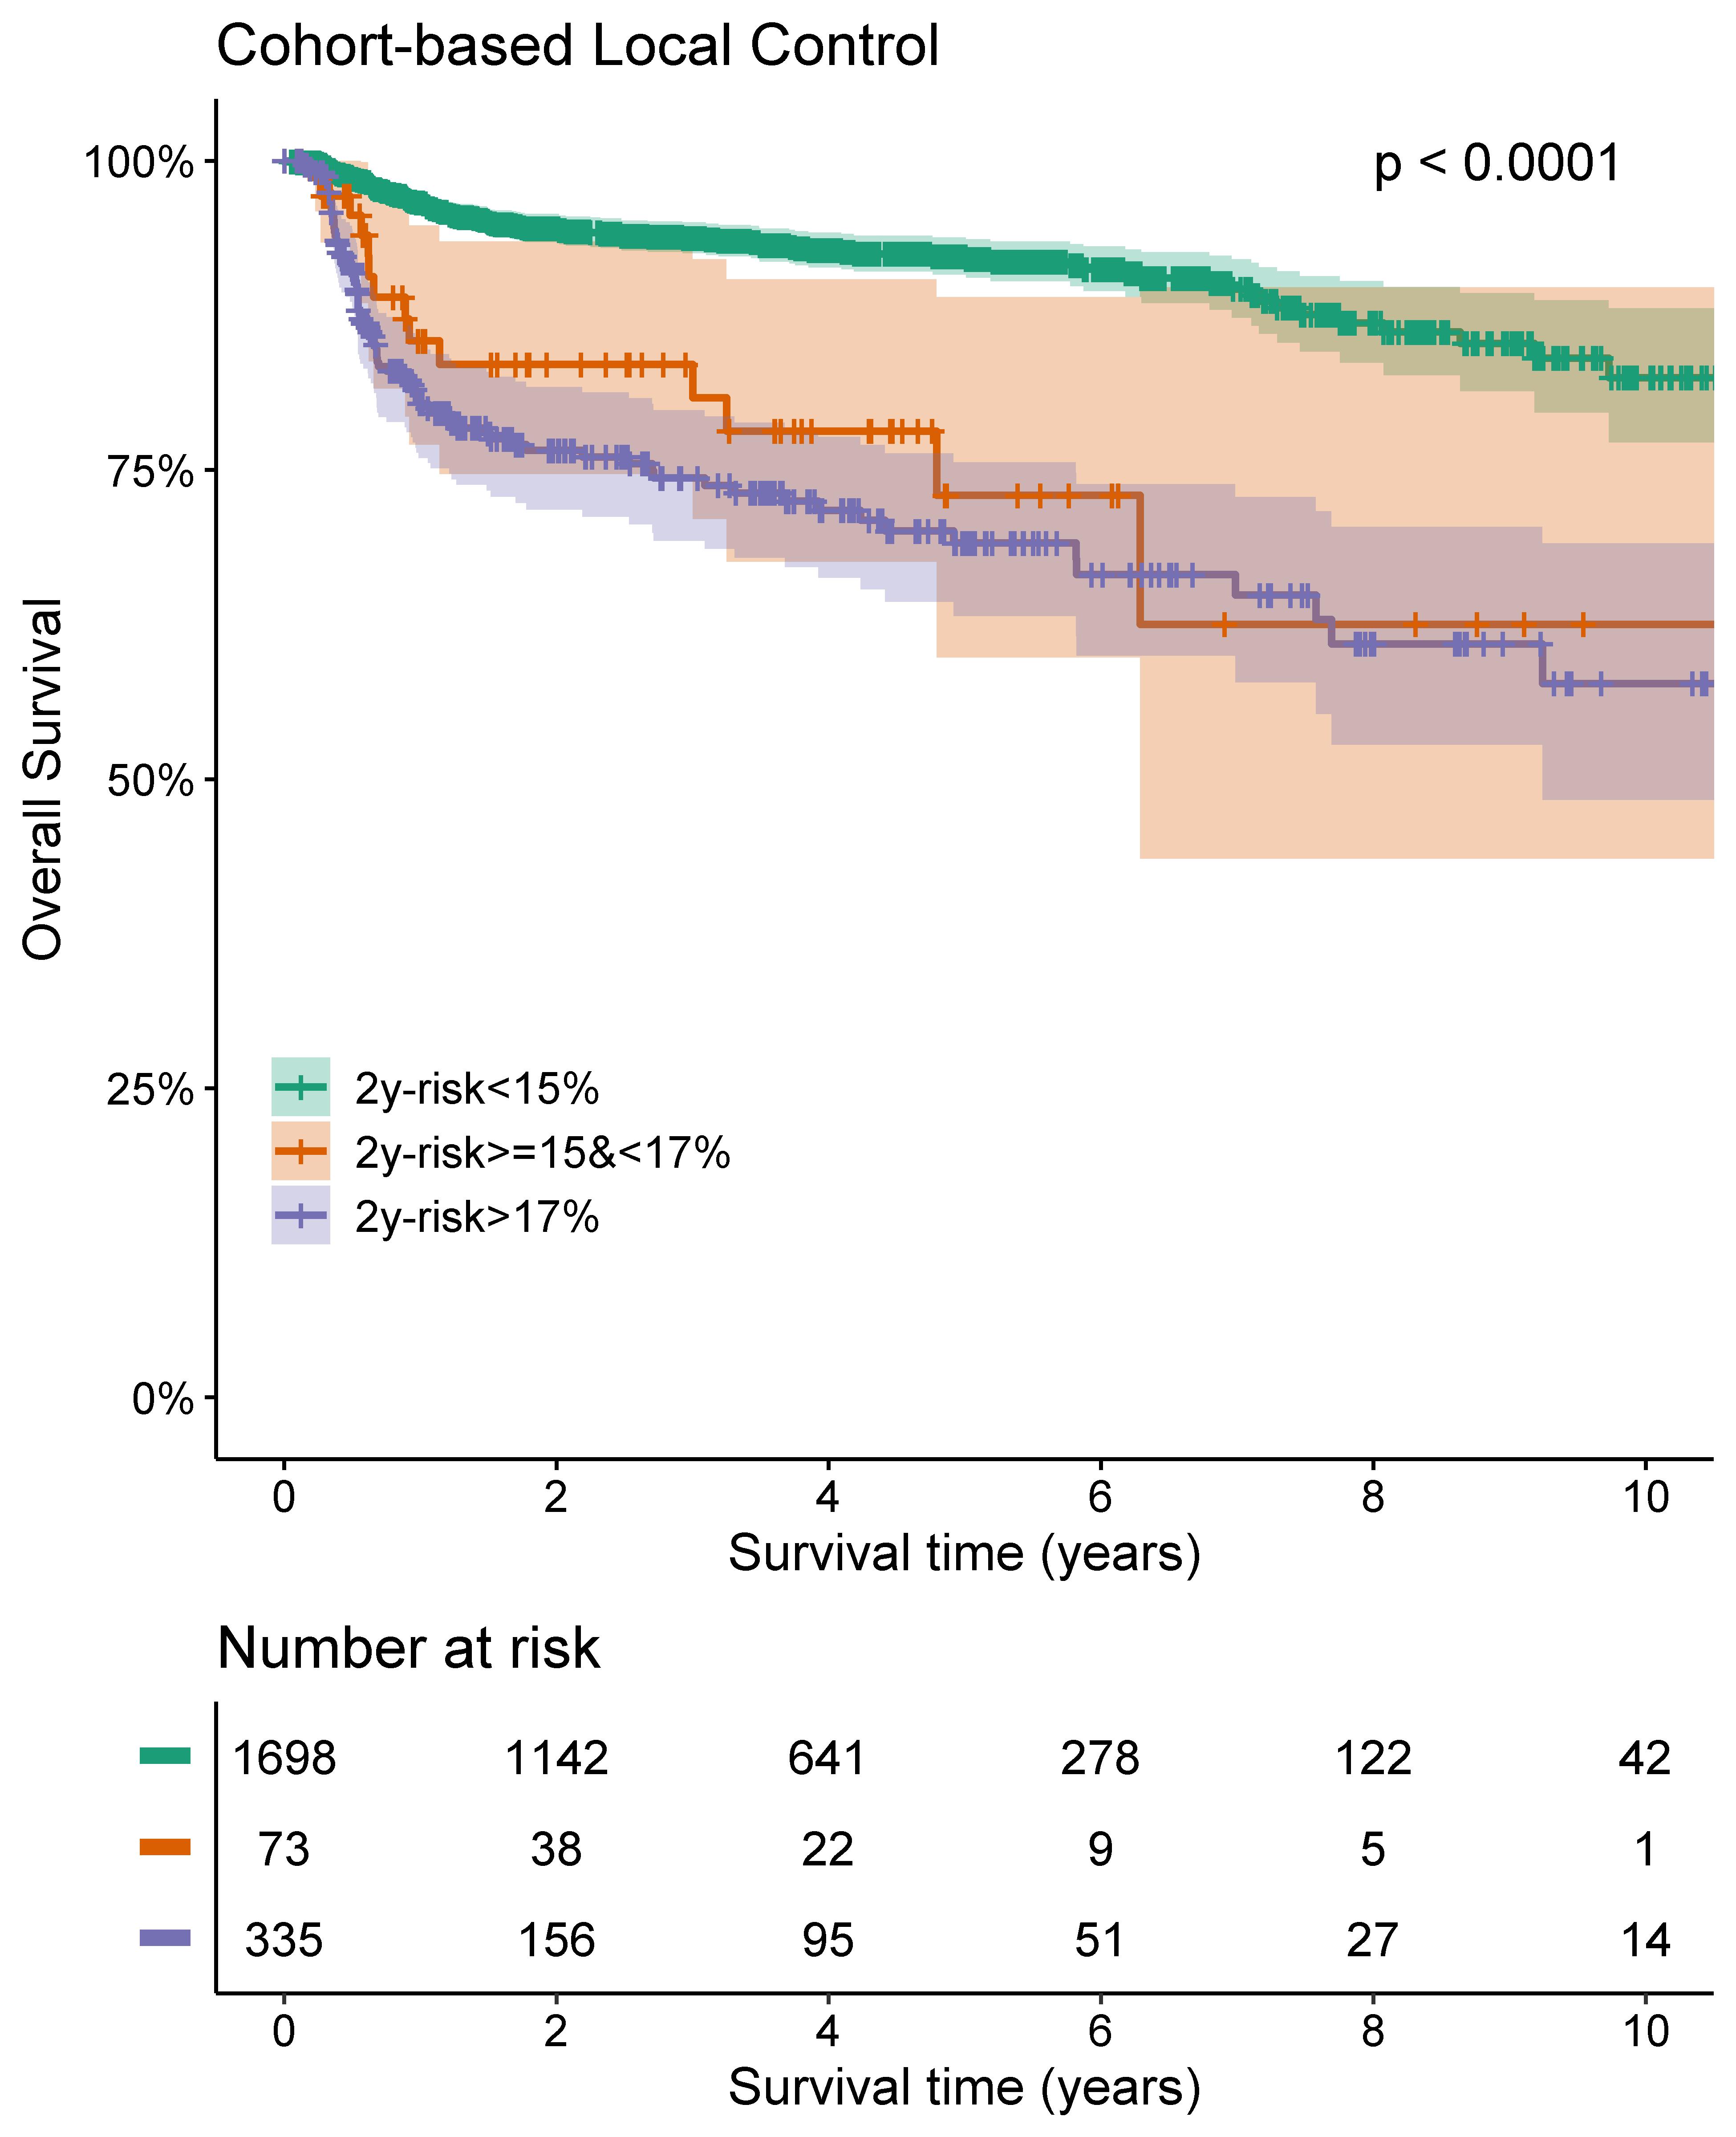 Cohort-based Local Control
p < 0.0001
100%
75%
50%
25%
0%
Overall Survival
2y-risk<15%
2y-risk>=15&<17%
2y-risk>17%
0 2 4 6 8 10
Survival time (years)
Number at risk
1698 1142 641 278 122 42
73 38 22 9 5 1
335 156 95 51 27 14
0 2 4 6 8 10
Survival time (years)